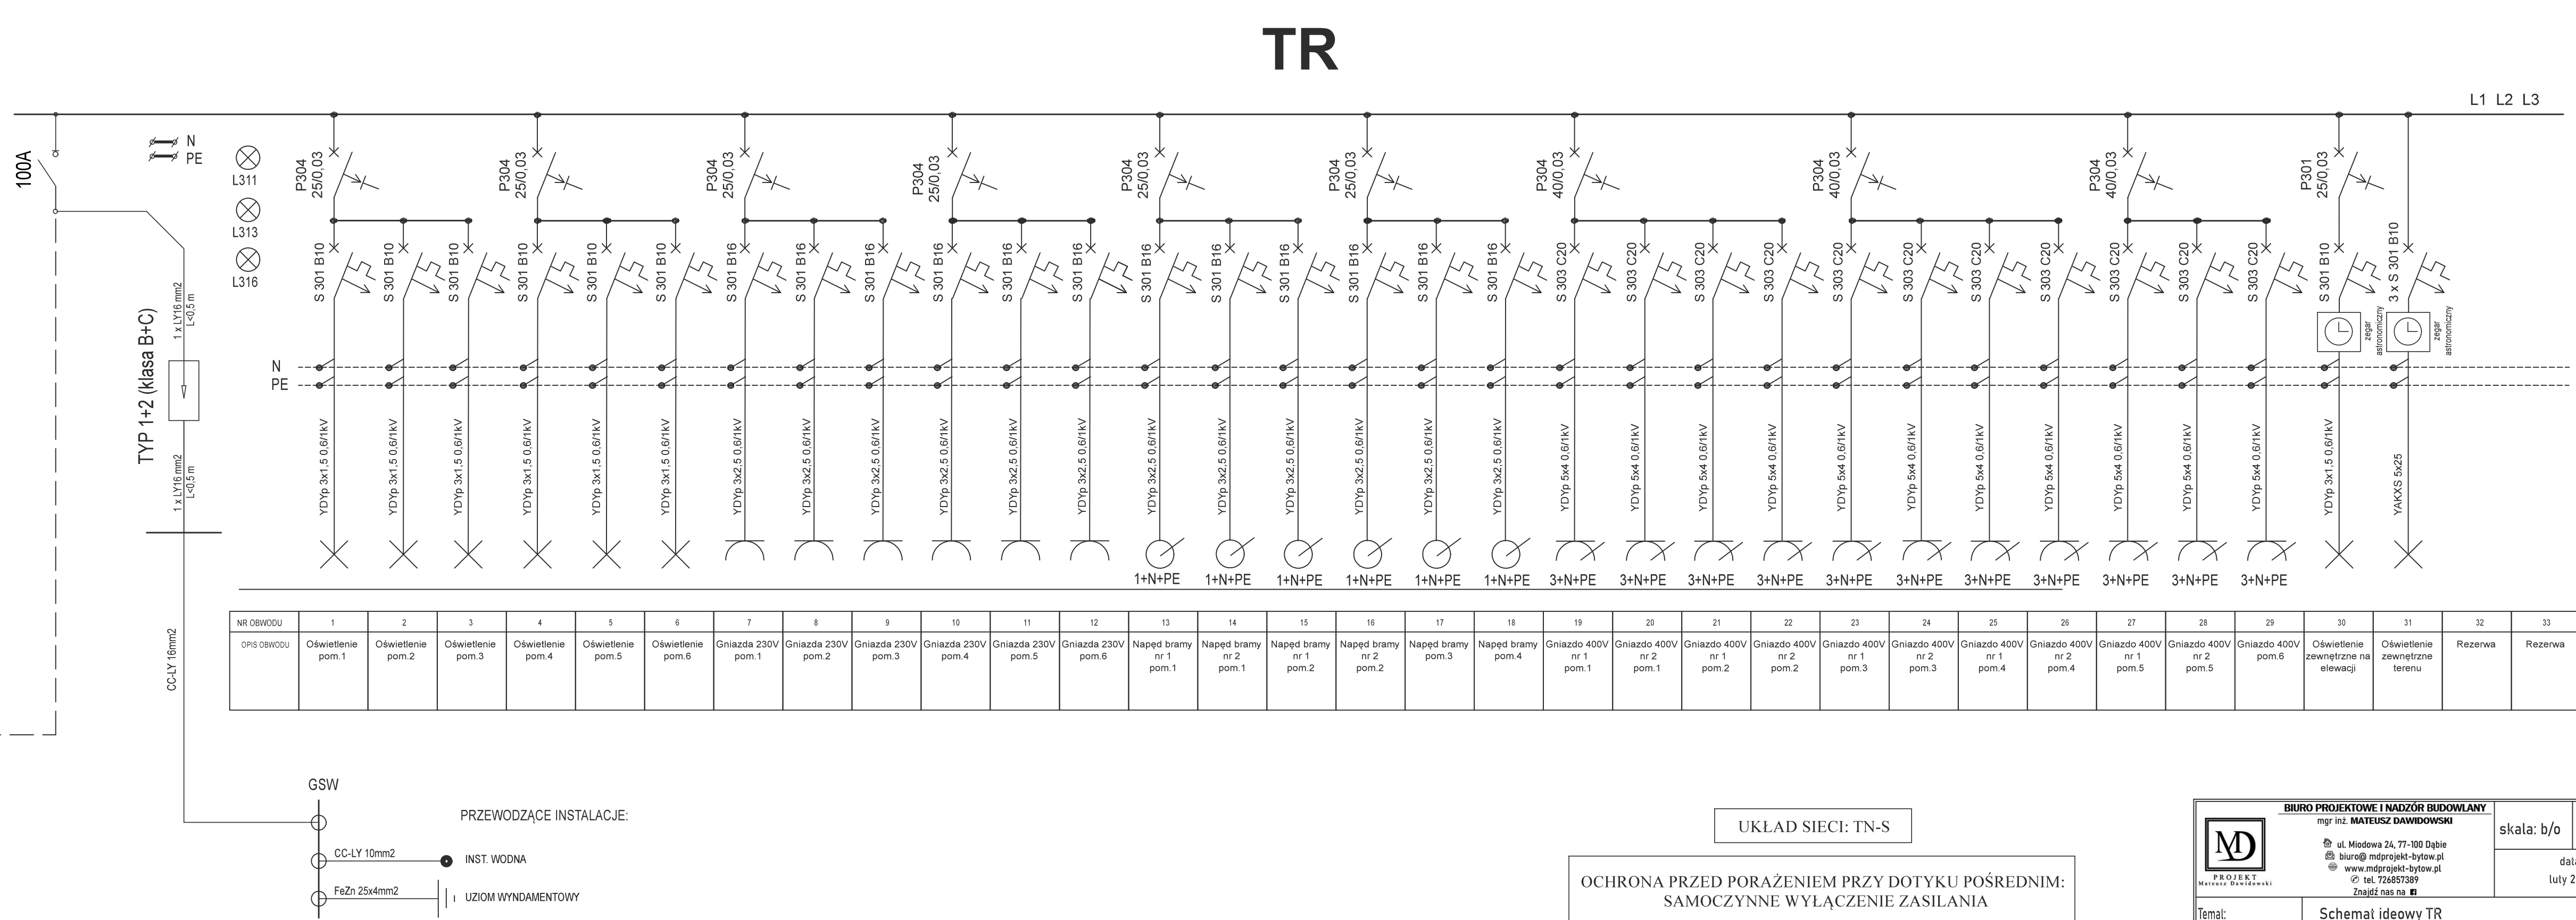 TR
L1 L2 L3
100A
N
PE
L311
L313
L316
P304
25/0,03
P304
25/0,03
P304
25/0,03
P304
25/0,03
P304
25/0,03
P304
25/0,03
P304
40/0,03
P304
40/0,03
P304
40/0,03
P301
25/0,03
S 301 B10
S 301 B10
S 301 B10
S 301 B10
S 301 B10
S 301 B10
S 301 B16
S 301 B16
S 301 B16
S 301 B16
S 301 B16
S 301 B16
S 301 B16
S 301 B16
S 301 B16
S 301 B16
S 301 B16
S 301 B16
S 303 C20
S 303 C20
S 303 C20
S 303 C20
S 303 C20
S 303 C20
S 303 C20
S 303 C20
S 303 C20
S 303 C20
S 303 C20
S 301 B10
3 x S 301 B10
zegar
astronomiczny
zegar
astronomiczny
TYP 1+2 (klasa B+C)
1 x LY16 mm2
L<0,5 m
1 x LY16 mm2
L<0,5 m
N
PE
YDYp 3x1,5 0,6/1kV
YDYp 3x1,5 0,6/1kV
YDYp 3x1,5 0,6/1kV
YDYp 3x1,5 0,6/1kV
YDYp 3x1,5 0,6/1kV
YDYp 3x1,5 0,6/1kV
YDYp 3x2,5 0,6/1kV
YDYp 3x2,5 0,6/1kV
YDYp 3x2,5 0,6/1kV
YDYp 3x2,5 0,6/1kV
YDYp 3x2,5 0,6/1kV
YDYp 3x2,5 0,6/1kV
YDYp 3x2,5 0,6/1kV
YDYp 3x2,5 0,6/1kV
YDYp 3x2,5 0,6/1kV
YDYp 3x2,5 0,6/1kV
YDYp 3x2,5 0,6/1kV
YDYp 3x2,5 0,6/1kV
YDYp 5x4 0,6/1kV
YDYp 5x4 0,6/1kV
YDYp 5x4 0,6/1kV
YDYp 5x4 0,6/1kV
YDYp 5x4 0,6/1kV
YDYp 5x4 0,6/1kV
YDYp 5x4 0,6/1kV
YDYp 5x4 0,6/1kV
YDYp 5x4 0,6/1kV
YDYp 5x4 0,6/1kV
YDYp 5x4 0,6/1kV
YDYp 3x1,5 0,6/1kV
YAKXS 5x25
1+N+PE 1+N+PE 1+N+PE 1+N+PE 1+N+PE 1+N+PE 3+N+PE 3+N+PE 3+N+PE 3+N+PE 3+N+PE 3+N+PE 3+N+PE 3+N+PE 3+N+PE 3+N+PE 3+N+PE
NR OBWODU 1 2 3 4 5 6 7 8 9 10 11 12 13 14 15 16 17 18 19 20 21 22 23 24 25 26 27 28 29 30 31 32 33
OPIS OBWODU
Oświetlenie
pom.1
Oświetlenie
pom.2
Oświetlenie
pom.3
Oświetlenie
pom.4
Oświetlenie
pom.5
Oświetlenie
pom.6
Gniazda 230V
pom.1
Gniazda 230V
pom.2
Gniazda 230V
pom.3
Gniazda 230V
pom.4
Gniazda 230V
pom.5
Gniazda 230V
pom.6
Napęd bramy
nr 1
pom.1
Napęd bramy
nr 2
pom.1
Napęd bramy
nr 1
pom.2
Napęd bramy
nr 2
pom.2
Napęd bramy
pom.3
Napęd bramy
pom.4
Gniazdo 400V
nr 1
pom.1
Gniazdo 400V
nr 2
pom.1
Gniazdo 400V
nr 1
pom.2
Gniazdo 400V
nr 2
pom.2
Gniazdo 400V
nr 1
pom.3
Gniazdo 400V
nr 2
pom.3
Gniazdo 400V
nr 1
pom.4
Gniazdo 400V
nr 2
pom.4
Gniazdo 400V
nr 1
pom.5
Gniazdo 400V
nr 2
pom.5
Gniazdo 400V
pom.6
Oświetlenie
zewnętrzne na
elewacji
Oświetlenie
zewnętrzne
terenu
Rezerwa
Rezerwa
CC-LY 16mm2
GSW
PRZEWODZĄCE INSTALACJE:
CC-LY 10mm2
INST. WODNA
FeZn 25x4mm2
UZIOM WYNDAMENTOWY
UKŁAD SIECI: TN-S
OCHRONA PRZED PORAŻENIEM PRZY DOTYKU POŚREDNIM:
SAMOCZYNNE WYŁĄCZENIE ZASILANIA
BIURO PROJEKTOWE I NADZÓR BUDOWLANY
mgr inż. MATEUSZ DAWIDOWSKI
MD
PROJEKT
Mateusz Dawidowski
ul. Miodowa 24, 77-100 Dąbie
biuro@ mdprojekt-bytow.pl
www.mdprojekt-bytow.pl
tel. 726857389
Znajdź nas na
skala: b/o
data
luty 2
Temat:
Schemat ideowy TR